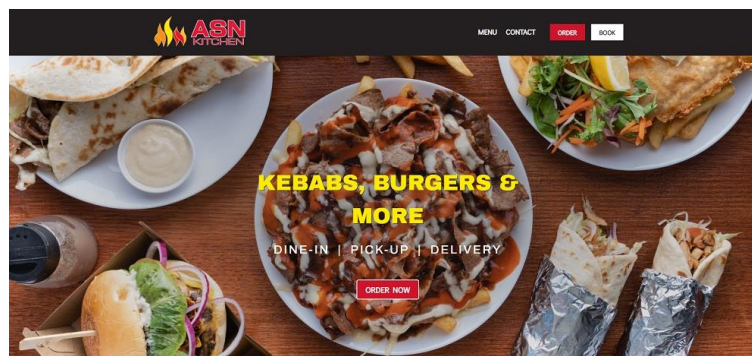 ASN
KITCHEN
MENU CONTACT ORDER BOOK
KEBABS, BURGERS &
MORE
DINE-IN | PICK-UP | DELIVERY
ORDER NOW